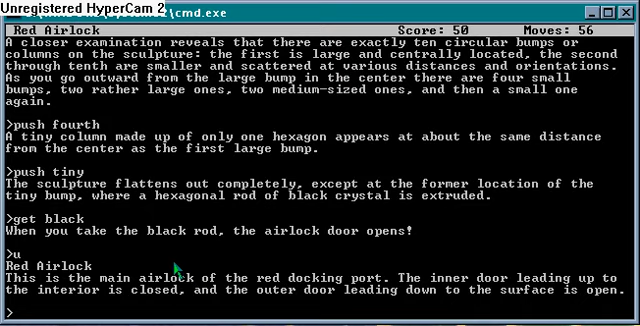 Unregistered HyperCam 2
cmd.exe
Red Airlock Score: 50 Moves: 56
A closer examination reveals that there are exactly ten circular bumps or
columns on the sculpture: the first is large and centrally located, the second
through tenth are smaller and scattered at various distances and orientations.
As you go outward from the large bump in the center there are four small
bumps, two rather large ones, two medium-sized ones, and then a small one
again.
>push fourth
A tiny column made up of only one hexagon appears at about the same distance
from the center as the first large bump.
>push tiny
The sculpture flattens out completely, except at the former location of the
tiny bump, where a hexagonal rod of black crystal is extruded.
>get black
When you take the black rod, the airlock door opens!
>u
Red Airlock
This is the main airlock of the red docking port. The inner door leading up to
the interior is closed, and the outer door leading down to the surface is open.
>